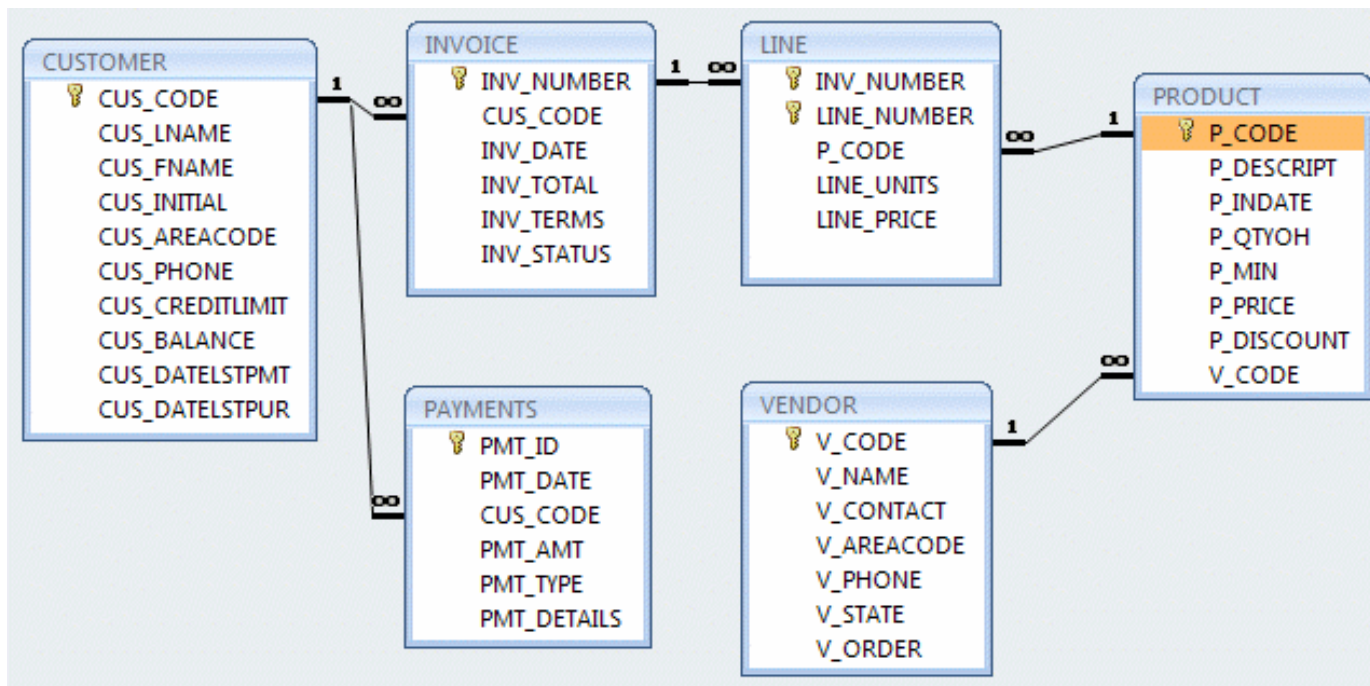 CUSTOMER
CUS_CODE
CUS_LNAME
CUS_FNAME
CUS_INITIAL
CUS_AREACODE
CUS_PHONE
CUS_CREDITLIMIT
CUS_BALANCE
CUS_DATELSTPMT
CUS_DATELSTPUR
1
∞
INVOICE
INV_NUMBER
CUS_CODE
INV_DATE
INV_TOTAL
INV_TERMS
INV_STATUS
1
∞
LINE
INV_NUMBER
LINE_NUMBER
P_CODE
LINE_UNITS
LINE_PRICE
∞
1
PRODUCT
P_CODE
P_DESCRIPT
P_INDATE
P_QTYOH
P_MIN
P_PRICE
P_DISCOUNT
V_CODE
∞
PAYMENTS
PMT_ID
PMT_DATE
CUS_CODE
PMT_AMT
PMT_TYPE
PMT_DETAILS
VENDOR
V_CODE
V_NAME
V_CONTACT
V_AREACODE
V_PHONE
V_STATE
V_ORDER
1
∞